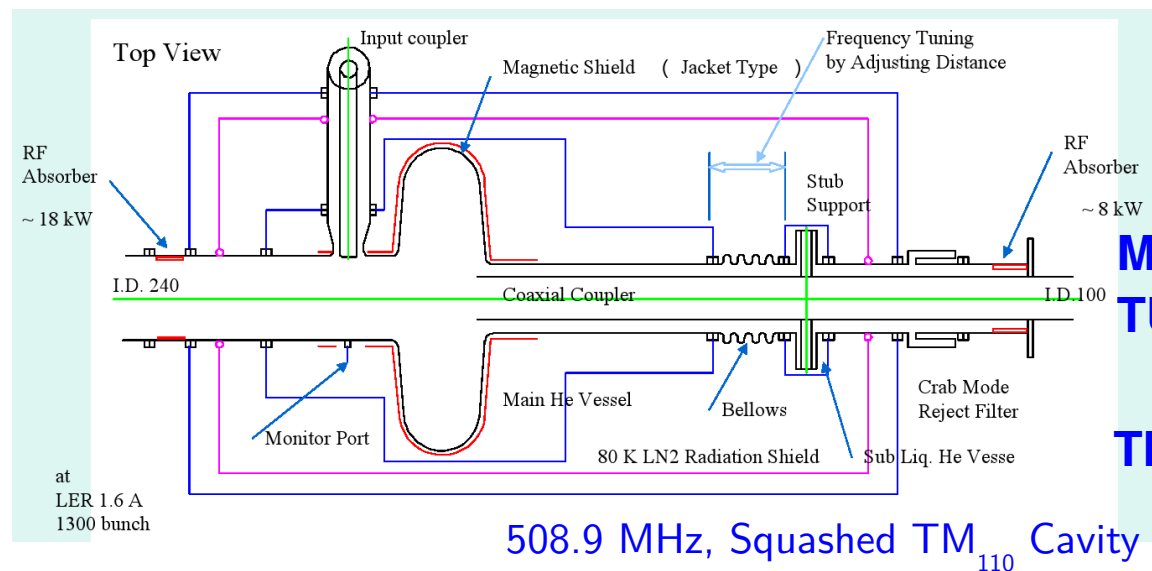 Top View
Input coupler
Magnetic Shield ( Jacket Type )
Frequency Tuning
by Adjusting Distance
RF
Absorber
~ 18 kW
Stub
Support
RF
Absorber
~ 8 kW
M
I.D. 240
Coaxial Coupler
I.D.100
TU
Main He Vessel
Bellows
Crab Mode
Reject Filter
Monitor Port
80 K LN2 Radiation Shield
Sub Liq. He Vesse
at
LER 1.6 A
1300 bunch
508.9 MHz, Squashed TM110 Cavity